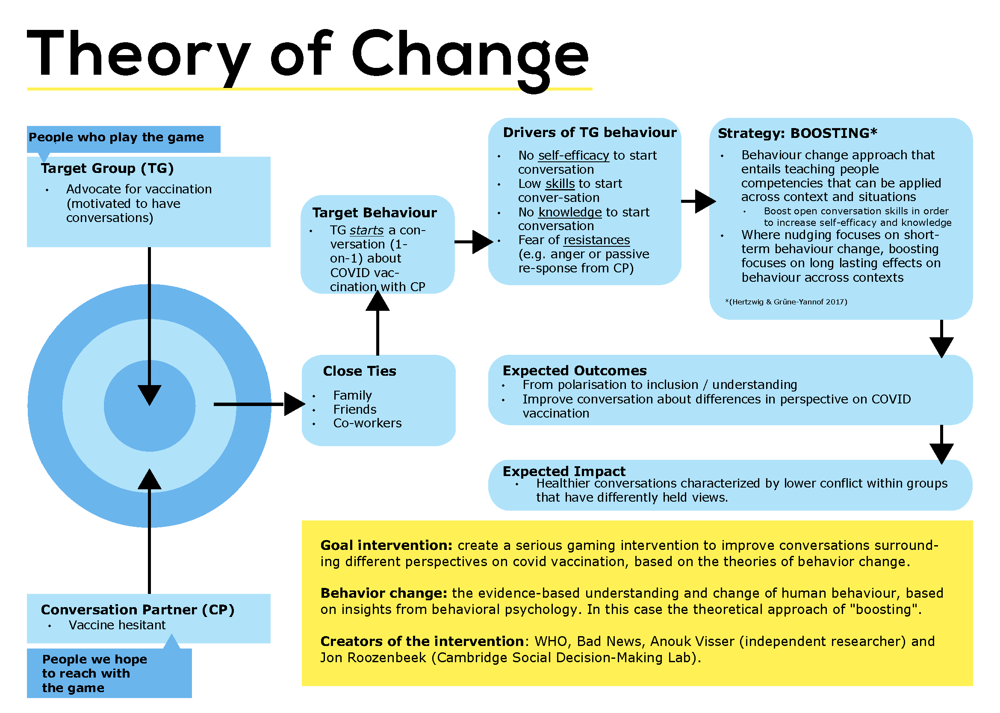 Theory of Change
People who play the game
Target Group (TG)
• Advocate for vaccination
(motivated to have
conversations)
Target Behaviour
• TG starts a con-
versation (1-
on-1) about
COVID vac-
cination with CP
Drivers of TG behaviour
• No self-efficacy to start
conversation
• Low skills to start
conver-sation
• No knowledge to start
conversation
• Fear of resistances
(e.g. anger or passive
re-sponse from CP)
Strategy: BOOSTING*
• Behaviour change approach that
entails teaching people
competencies that can be applied
across context and situations
• Boost open conversation skills in order
to increase self-efficacy and knowledge
• Where nudging focuses on short-
term behaviour change, boosting
focuses on long lasting effects on
behaviour accross contexts
*(Hertzwig & Grüne-Yannof 2017)
Close Ties
• Family
• Friends
• Co-workers
Expected Outcomes
• From polarisation to inclusion / understanding
• Improve conversation about differences in perspective on COVID
vaccination
Expected Impact
• Healthier conversations characterized by lower conflict within groups
that have differently held views.
Conversation Partner (CP)
• Vaccine hesitant
People we hope
to reach with
the game
Goal intervention: create a serious gaming intervention to improve conversations surround-
ing different perspectives on covid vaccination, based on the theories of behavior change.
Behavior change: the evidence-based understanding and change of human behaviour, based
on insights from behavioral psychology. In this case the theoretical approach of "boosting".
Creators of the intervention: WHO, Bad News, Anouk Visser (independent researcher) and
Jon Roozenbeek (Cambridge Social Decision-Making Lab).